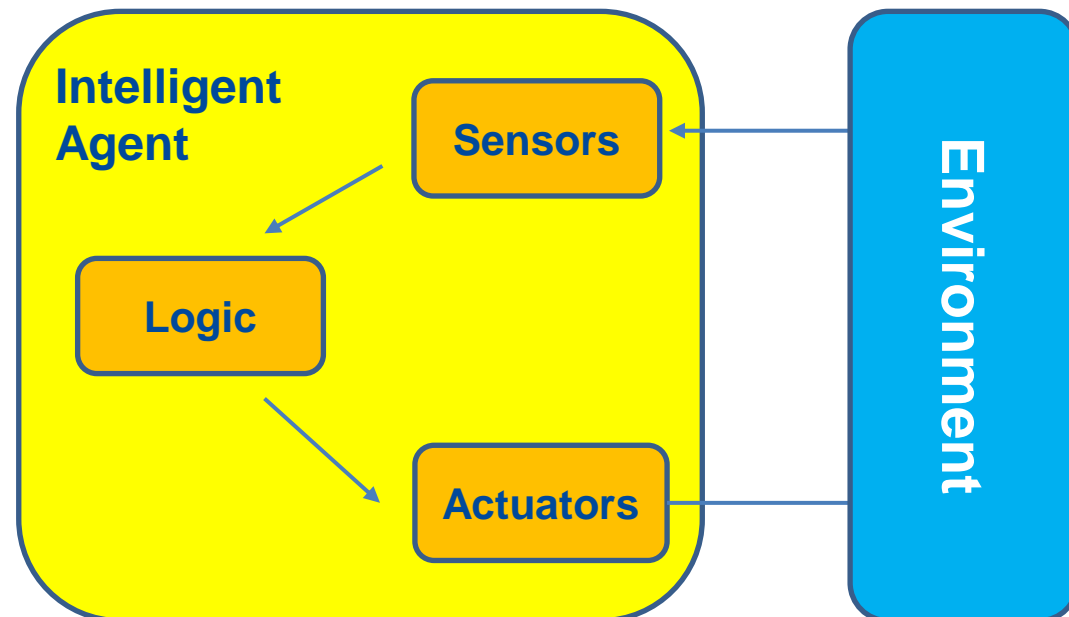 Intelligent
Agent
Sensors
Logic
Actuators
Environment